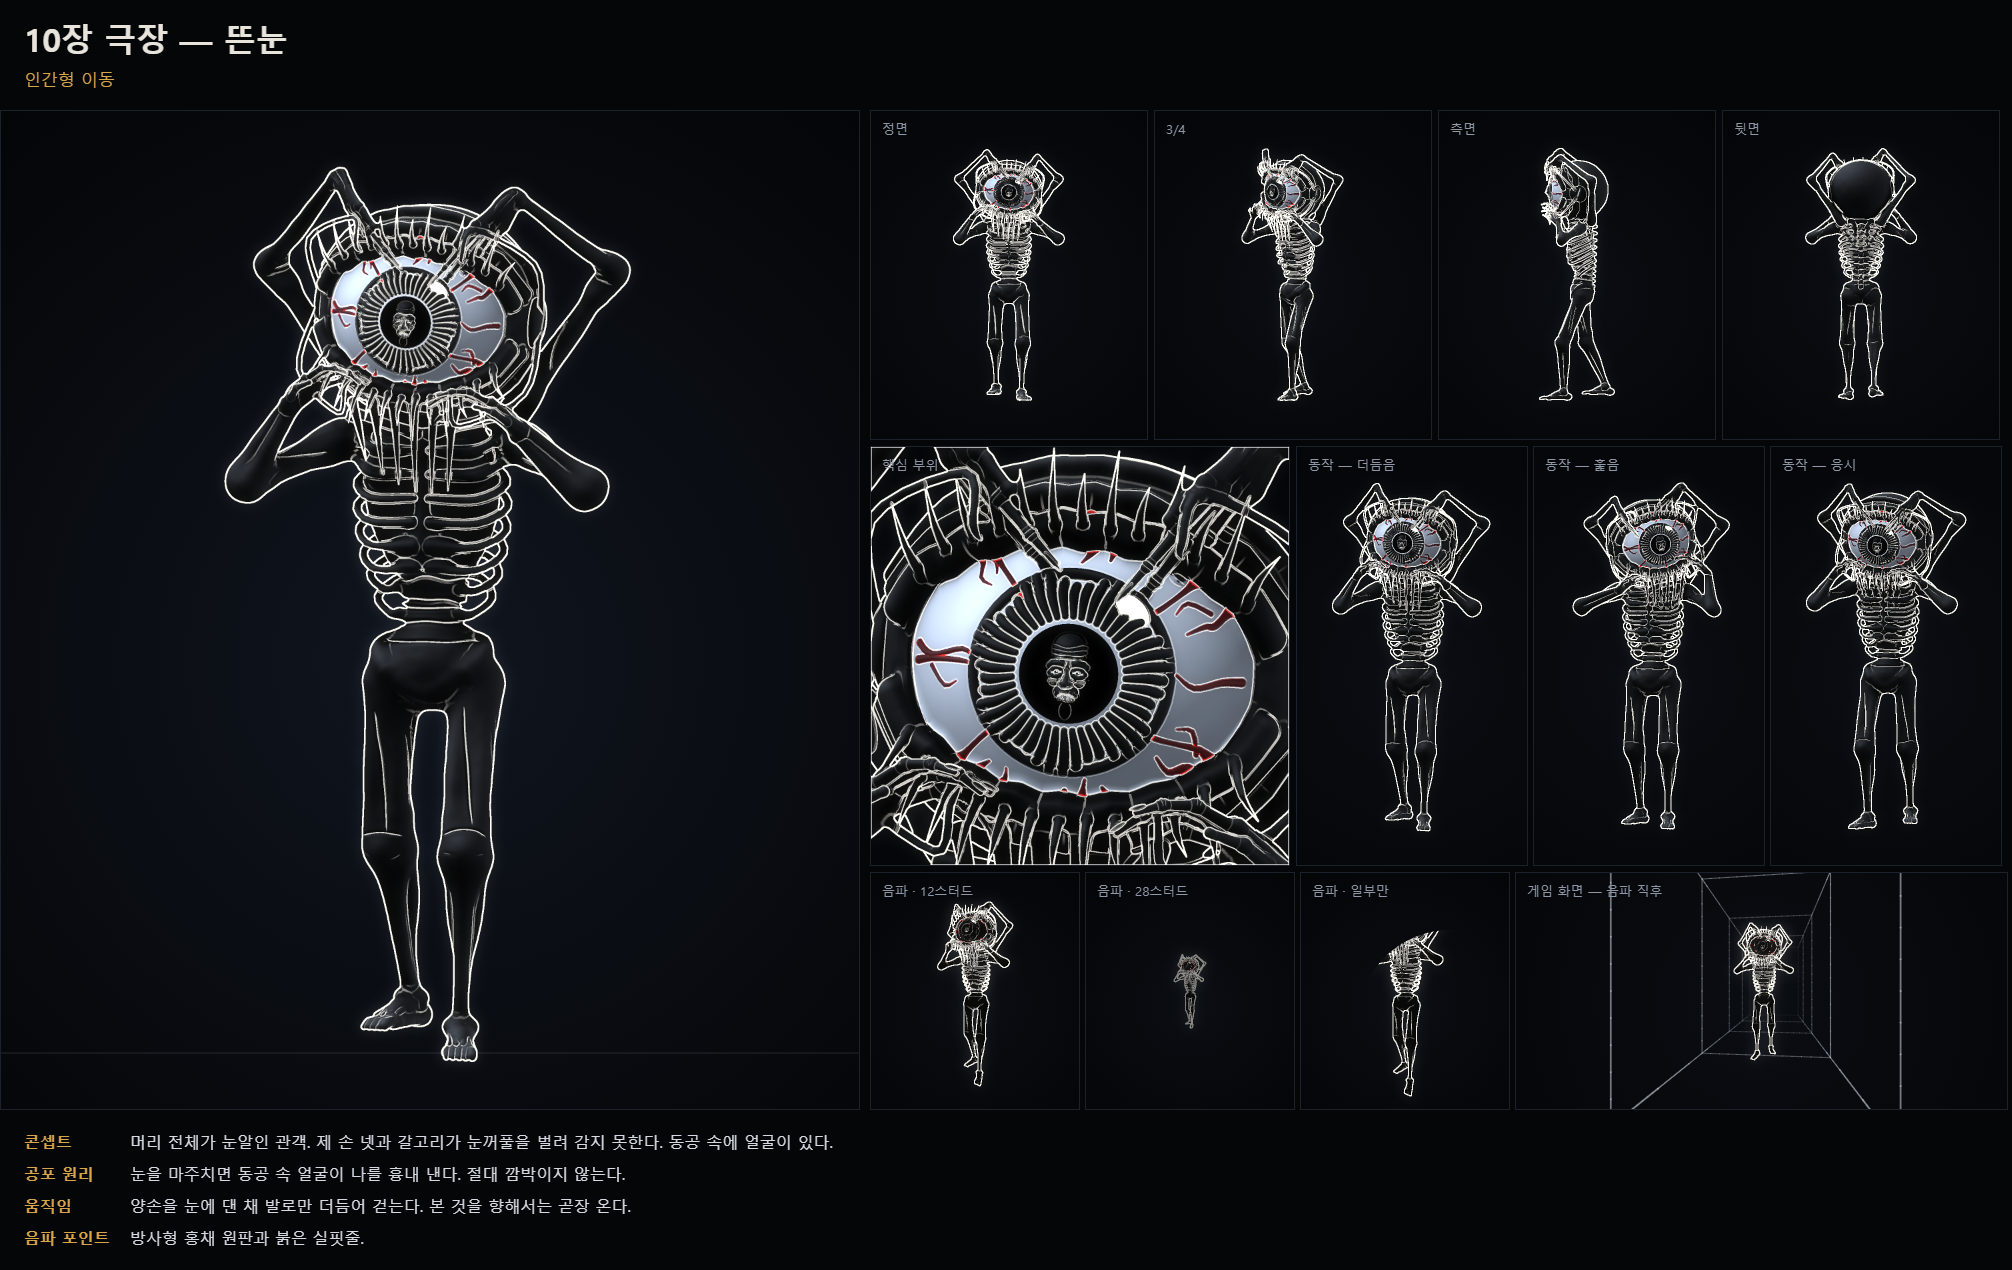 10장 극장 — 뜬눈
인간형 이동
정면
3/4
측면
뒷면
핵심 부위
동작 — 더듬음
동작 — 훑음
동작 — 응시
음파 · 12스터드
음파 · 28스터드
음파 · 일부만
게임 화면 — 음파 직후
콘셉트 머리 전체가 눈알인 관객. 제 손 넷과 갈고리가 눈꺼풀을 벌려 감지 못한다. 동공 속에 얼굴이 있다.
공포 원리 눈을 마주치면 동공 속 얼굴이 나를 흉내 낸다. 절대 깜박이지 않는다.
움직임 양손을 눈에 댄 채 발로만 더듬어 걷는다. 본 것을 향해서는 곧장 온다.
음파 포인트 방사형 홍채 원판과 붉은 실핏줄.